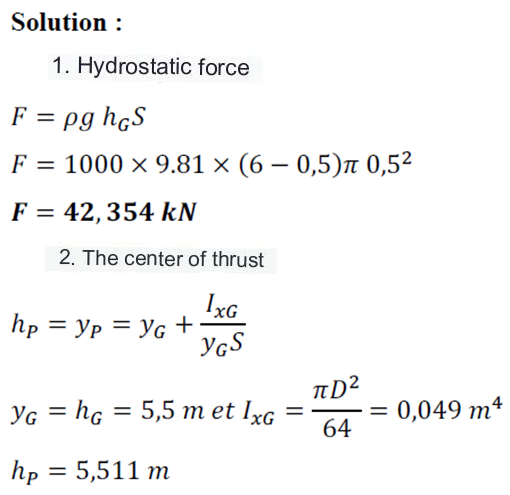 Solution :
1. Hydrostatic force
F = ρg h_G S
F = 1000 × 9.81 × (6 − 0,5)π 0,5²
F = 42,354 kN
2. The center of thrust
h_P = y_P = y_G + I_xG / y_G S
y_G = h_G = 5,5 m et I_xG = πD² / 64 = 0,049 m⁴
h_P = 5,511 m